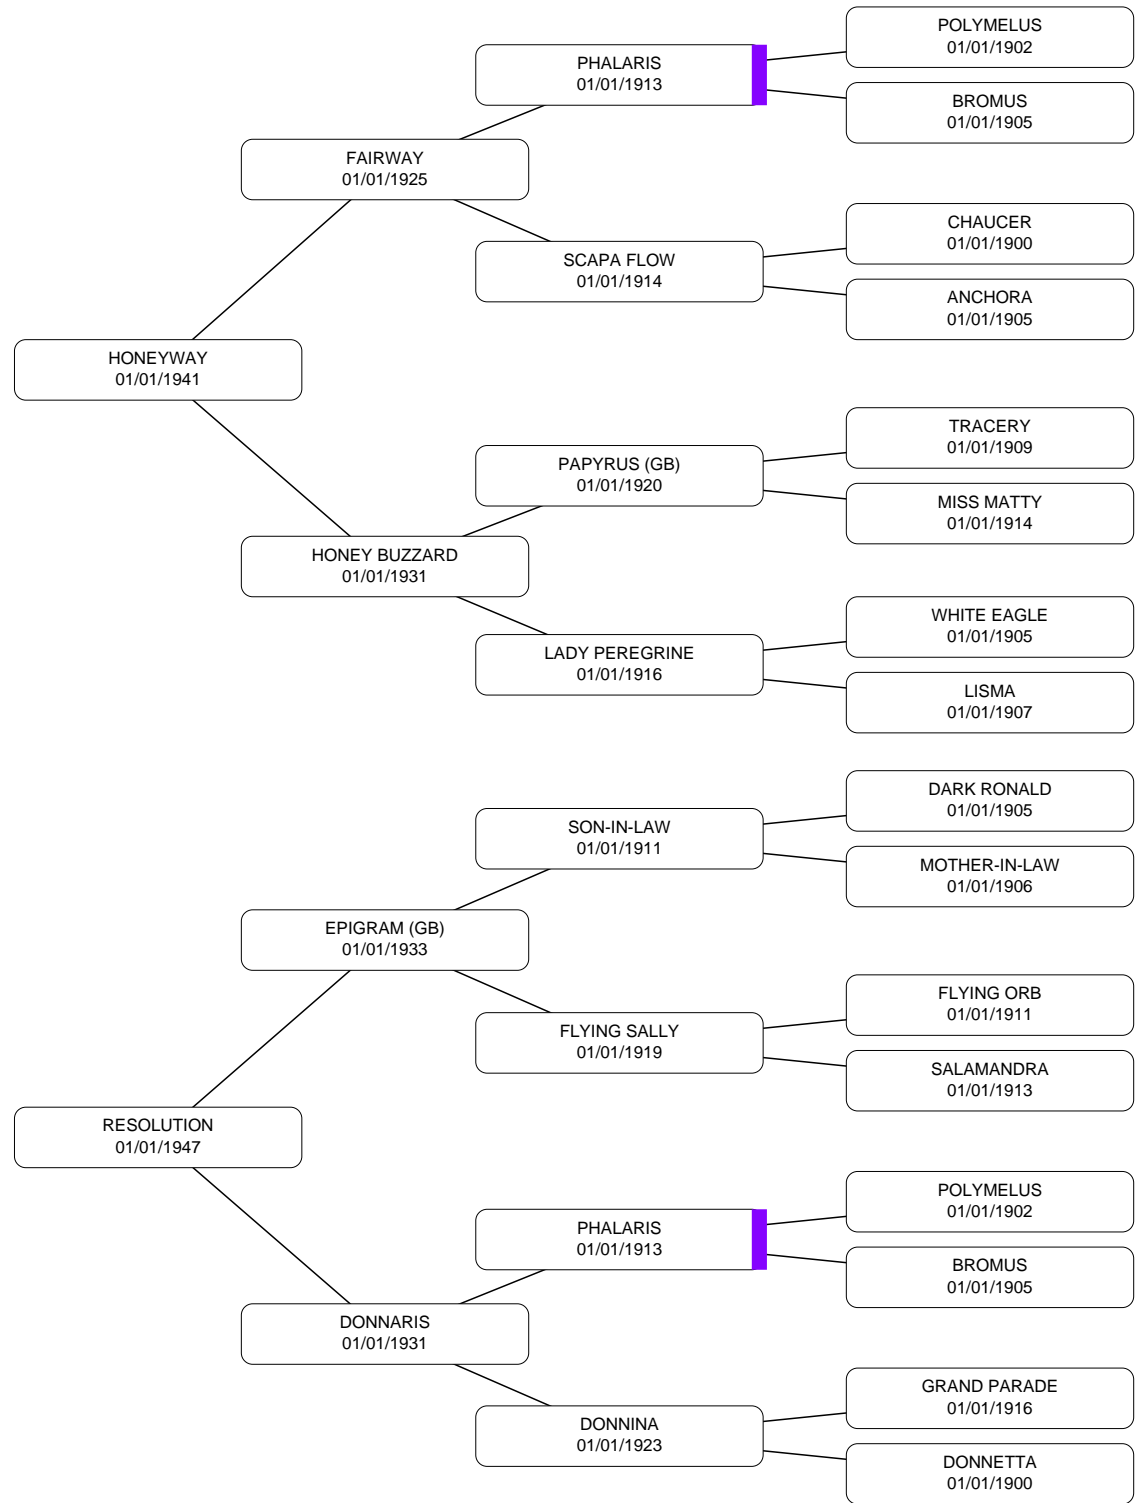 POLYMELUS
01/01/1902
PHALARIS
01/01/1913
BROMUS
01/01/1905
FAIRWAY
01/01/1925
CHAUCER
01/01/1900
SCAPA FLOW
01/01/1914
ANCHORA
01/01/1905
HONEYWAY
01/01/1941
TRACERY
01/01/1909
PAPYRUS (GB)
01/01/1920
MISS MATTY
01/01/1914
HONEY BUZZARD
01/01/1931
WHITE EAGLE
01/01/1905
LADY PEREGRINE
01/01/1916
LISMA
01/01/1907
DARK RONALD
01/01/1905
SON-IN-LAW
01/01/1911
MOTHER-IN-LAW
01/01/1906
EPIGRAM (GB)
01/01/1933
FLYING ORB
01/01/1911
FLYING SALLY
01/01/1919
SALAMANDRA
01/01/1913
RESOLUTION
01/01/1947
POLYMELUS
01/01/1902
PHALARIS
01/01/1913
BROMUS
01/01/1905
DONNARIS
01/01/1931
GRAND PARADE
01/01/1916
DONNINA
01/01/1923
DONNETTA
01/01/1900